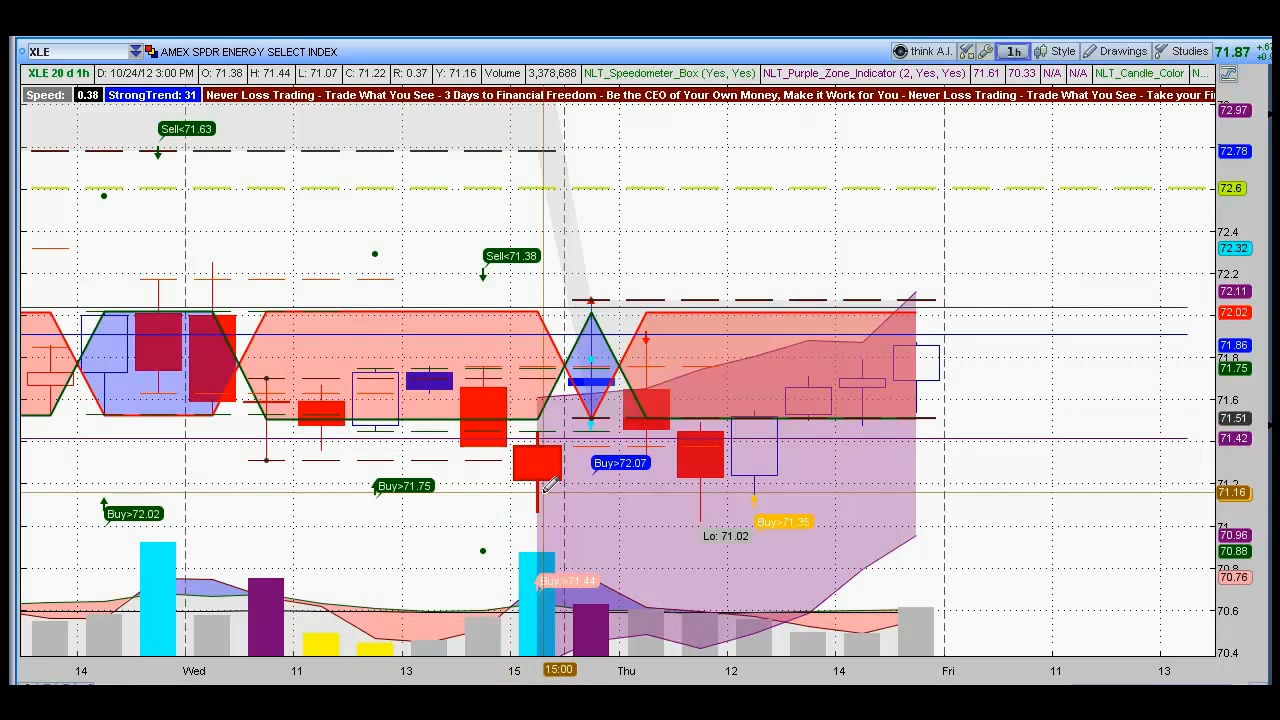 XLE AMEX SPDR ENERGY SELECT INDEX think A.I. 1h Style Drawings Studies 71.87
XLE 20 d 1h D: 10/24/12 3:00 PM O: 71.38 H: 71.44 L: 71.07 C: 71.22 R: 0.37 Y: 71.16 Volume 3,378,6 NLT_Speedometer_Box (Yes, Yes) NLT_Purple_Zone_Indicator (2, Yes, Yes) 71.61 70.33 N/A N/A NLT_Candle_Color N...
Speed: 0.38 StrongTrend: 31 Never Loss Trading - Trade What You See - 3 Days to Financial Freedom - Be the CEO of Your Own Money, Make it Work for You - Never Loss Trading - Trade What You See - Take your Fi
72.97
Sell<71.63
72.78
72.6
72.4
Sell<71.38
72.32
72.2
72.11
72.02
71.86
71.8
71.75
71.6
71.51
71.42
Buy>72.07
Buy>71.75
71.2
71.16
Buy>72.02
Buy>71.35
71
Lo: 71.02
70.96
70.88
70.8
Buy>71.44
70.76
70.6
70.4
14 Wed 11 13 15 15:00 Thu 12 14 Fri 11 13